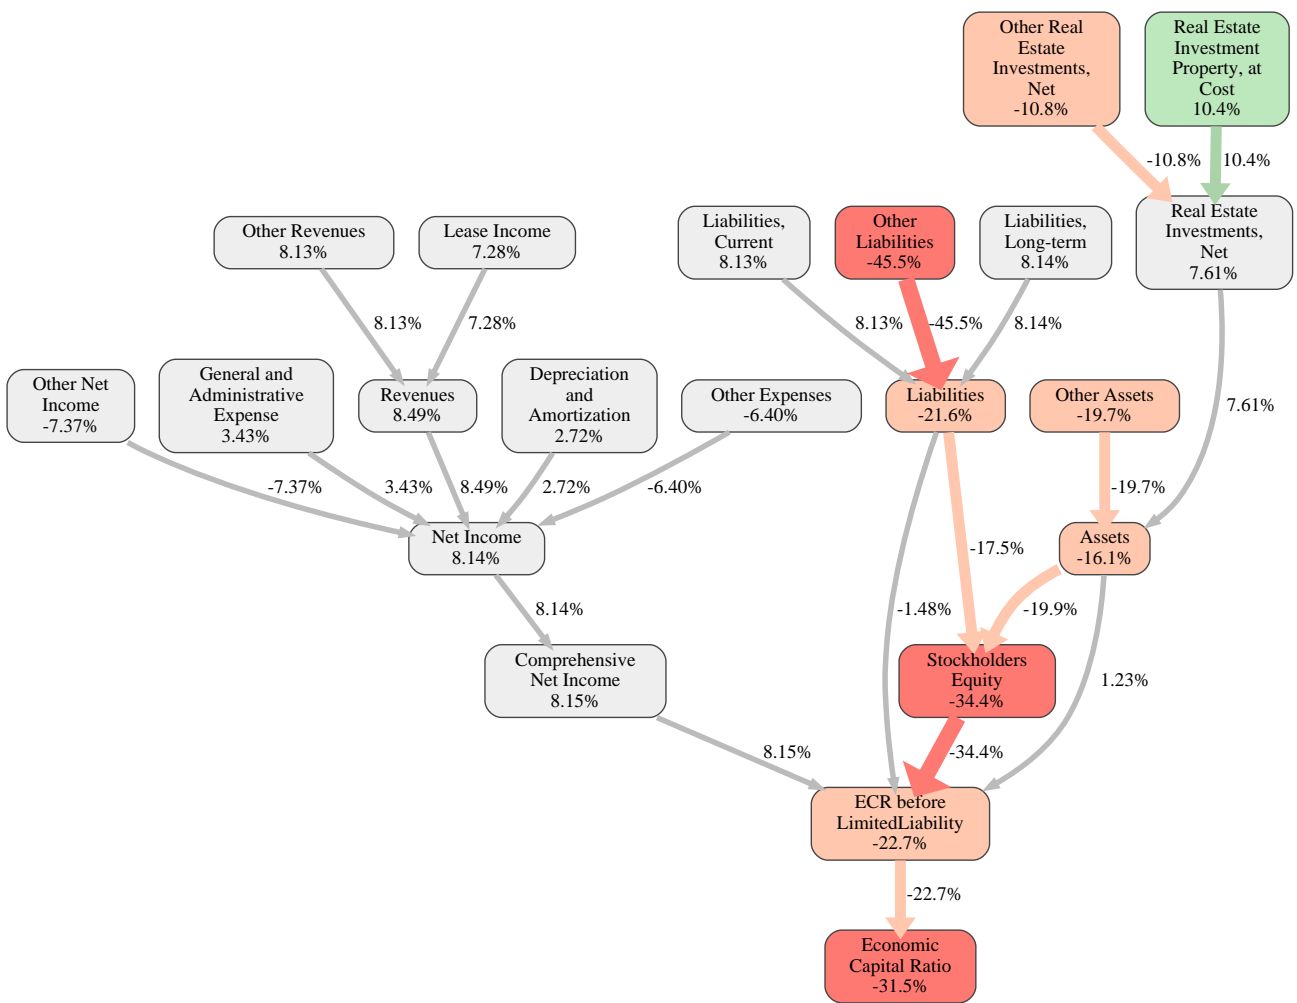 Other Real
Estate
Investments,
Net
-10.8%
Real Estate
Investment
Property, at
Cost
10.4%
-10.8%
10.4%
Other Revenues
8.13%
Lease Income
7.28%
Liabilities,
Current
8.13%
Other
Liabilities
-45.5%
Liabilities,
Long-term
8.14%
Real Estate
Investments,
Net
7.61%
8.13%
7.28%
8.13%
-45.5%
8.14%
7.61%
Other Net
Income
-7.37%
General and
Administrative
Expense
3.43%
Revenues
8.49%
Depreciation
and
Amortization
2.72%
Other Expenses
-6.40%
Liabilities
-21.6%
Other Assets
-19.7%
-7.37%
3.43%
8.49%
2.72%
-6.40%
-19.7%
Net Income
8.14%
-17.5%
Assets
-16.1%
8.14%
-1.48%
-19.9%
Comprehensive
Net Income
8.15%
Stockholders
Equity
-34.4%
1.23%
8.15%
-34.4%
ECR before
LimitedLiability
-22.7%
-22.7%
Economic
Capital Ratio
-31.5%